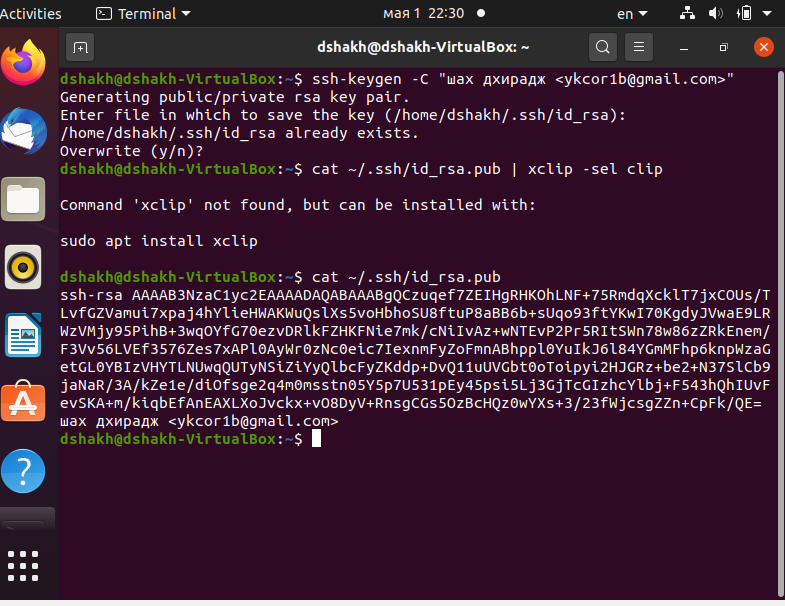 Activities
Terminal
мая 1 22:30
en
dshakh@dshakh-VirtualBox: ~
dshakh@dshakh-VirtualBox:~$ ssh-keygen -C "шах дхирадж <ykcor1b@gmail.com>"
Generating public/private rsa key pair.
Enter file in which to save the key (/home/dshakh/.ssh/id_rsa):
/home/dshakh/.ssh/id_rsa already exists.
Overwrite (y/n)?
dshakh@dshakh-VirtualBox:~$ cat ~/.ssh/id_rsa.pub | xclip -sel clip
Command 'xclip' not found, but can be installed with:
sudo apt install xclip
dshakh@dshakh-VirtualBox:~$ cat ~/.ssh/id_rsa.pub
ssh-rsa AAAAB3NzaC1yc2EAAAADAQABAAABgQCzuqef7ZEIHgRHKOhLNF+75RmdqXcklT7jxCOUs/T
LvfGZVamui7xpaj4hYlieHWAKWuQslXs5voHbhoSU8ftuP8aBB6b+sUqo93ftYKwI70KgdyJVwaE9LR
WzVMjy95PihB+3wqOYfG70ezvDRlkFZHKFNie7mk/cNiIvAz+wNTEvP2Pr5RItSWn78w86zZRkEnem/
F3Vv56LVEf3576Zes7xAPl0AyWr0zNc0eic7IexnmFyZoFmnABhppl0YuIkJ6l84YGmMFhp6knpWzaG
etGL0YBIzVHYTLNUwqQUTyNSiZiYyQlbcFyZKddp+DvQ11uUVGbt0oToipyi2HJGRz+be2+N37SlCb9
jaNaR/3A/kZe1e/diOfsge2q4m0msstn05Y5p7U531pEy45psi5Lj3GjTcGIzhcYlbj+F543hQhIUvF
evSKA+m/kiqbEfAnEAXLXoJvckx+vO8DyV+RnsgCGs5OzBcHQz0wYXs+3/23fWjcsgZZn+CpFk/QE=
шах дхирадж <ykcor1b@gmail.com>
dshakh@dshakh-VirtualBox:~$